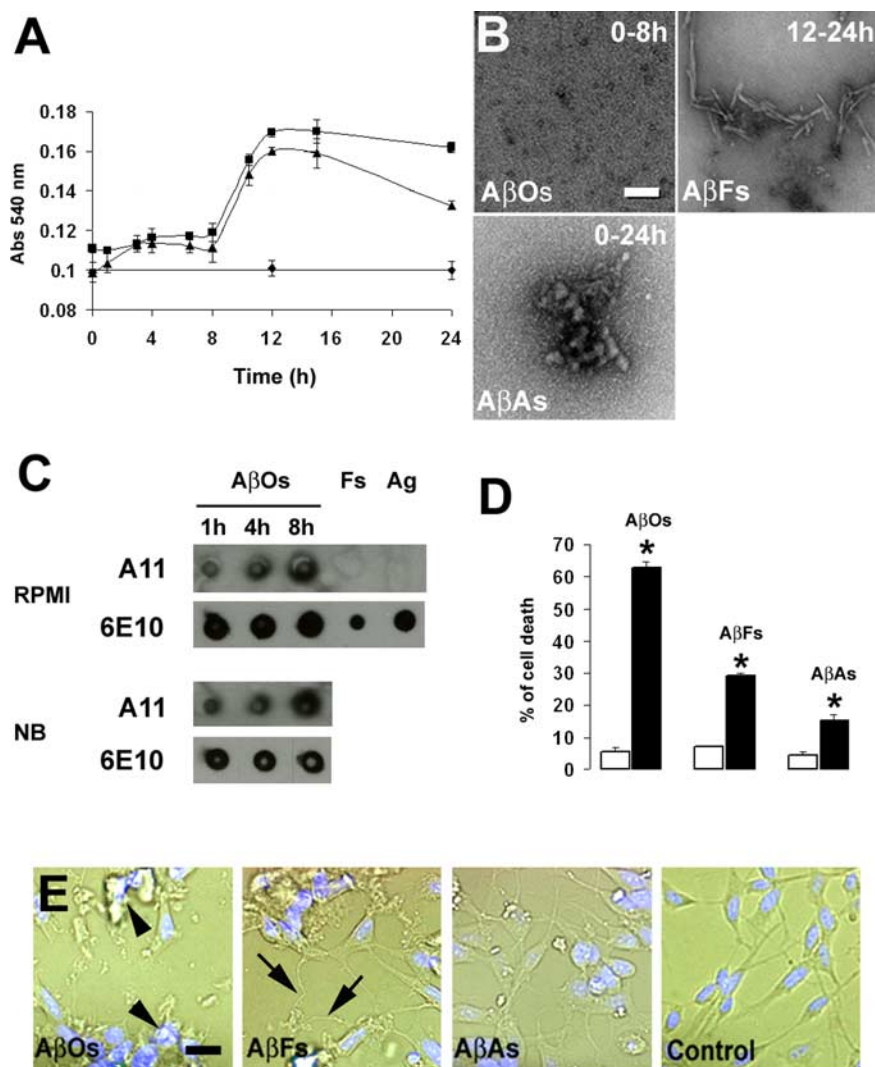 A
Abs 540 nm
0.18
0.16
0.14
0.12
0.1
0.08
0 4 8 12 16 20 24
Time (h)
B
0-8h
AβOs
12-24h
AβFs
0-24h
AβAs
C
AβOs Fs Ag
1h 4h 8h
RPMI
A11
6E10
NB
A11
6E10
D
% of cell death
70
60
50
40
30
20
10
0
AβOs
*
AβFs
*
AβAs
*
E
AβOs
AβFs
AβAs
Control